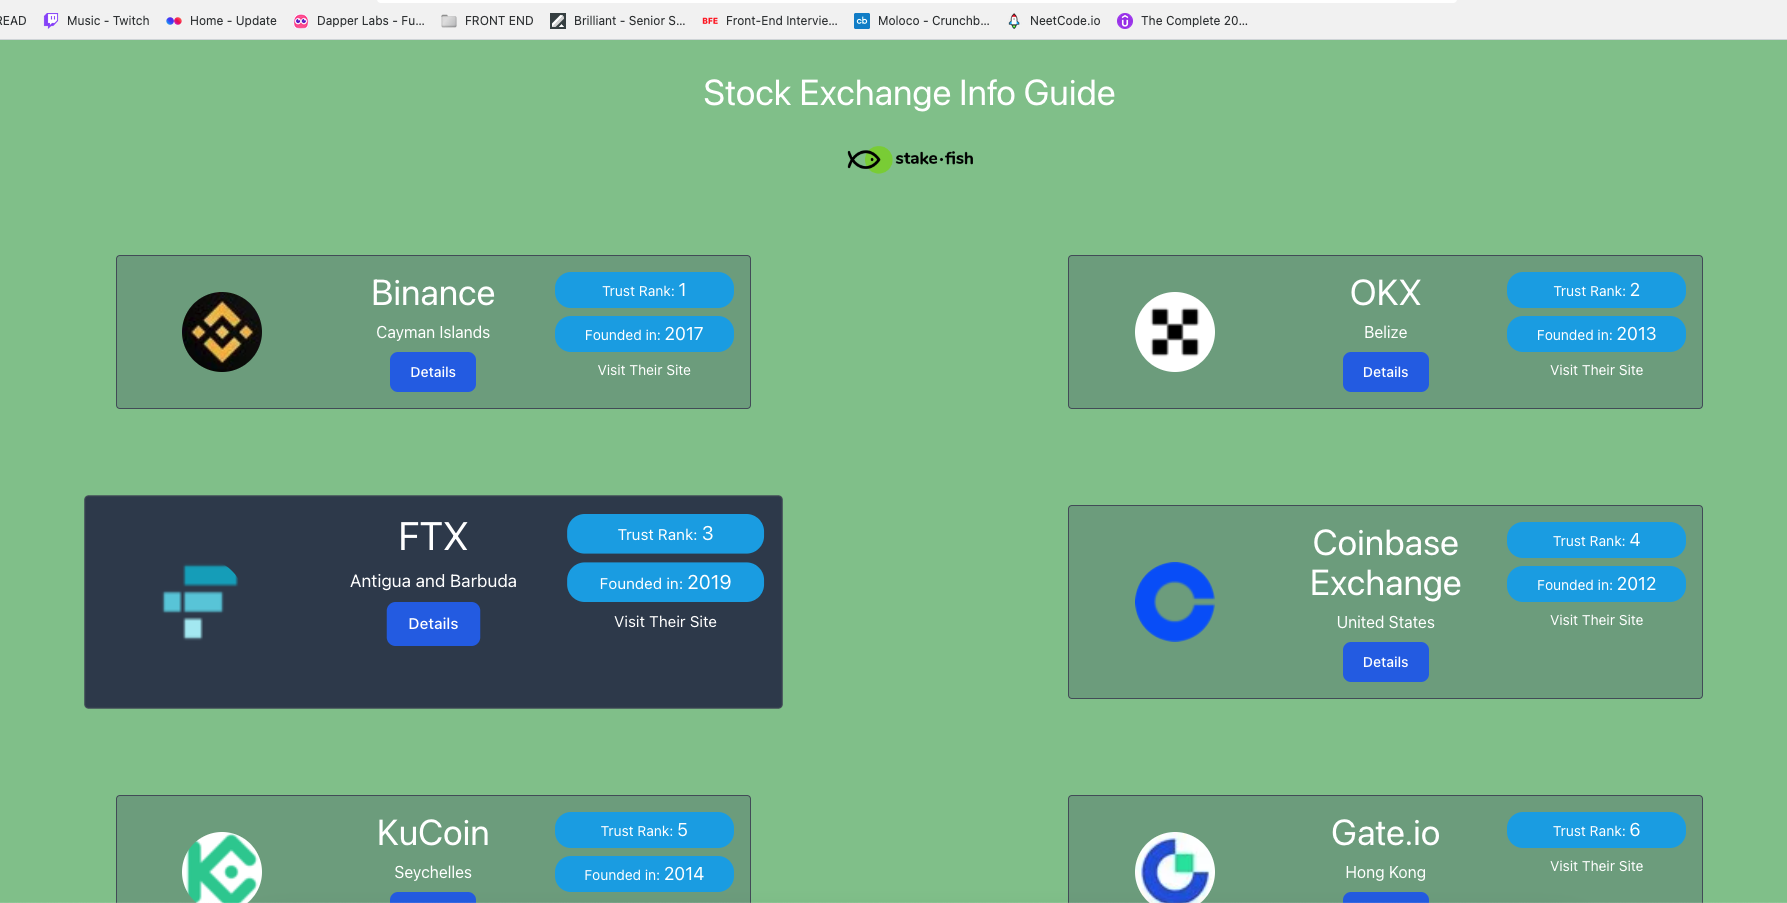 READ Music - Twitch Home - Update Dapper Labs - Fu... FRONT END Brilliant - Senior S... BFE Front-End Intervie... cb Moloco - Crunchb... NeetCode.io The Complete 20...
Stock Exchange Info Guide
stake·fish
Binance
Cayman Islands
Details
Trust Rank: 1
Founded in: 2017
Visit Their Site
OKX
Belize
Details
Trust Rank: 2
Founded in: 2013
Visit Their Site
FTX
Antigua and Barbuda
Details
Trust Rank: 3
Founded in: 2019
Visit Their Site
Coinbase
Exchange
United States
Details
Trust Rank: 4
Founded in: 2012
Visit Their Site
KuCoin
Seychelles
Trust Rank: 5
Founded in: 2014
Gate.io
Hong Kong
Trust Rank: 6
Visit Their Site